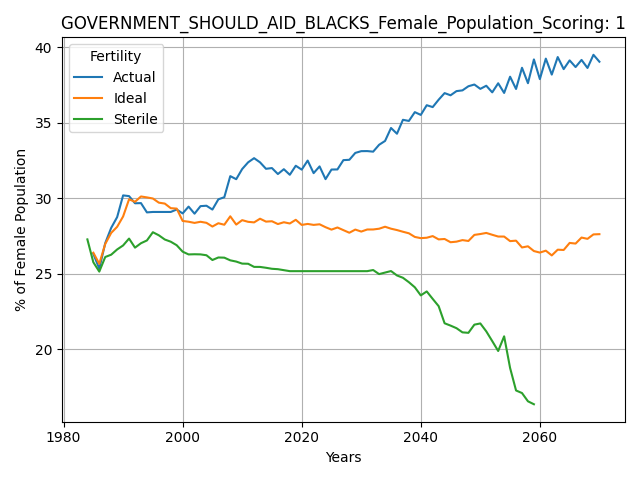 GOVERNMENT_SHOULD_AID_BLACKS_Female_Population_Scoring: 1
Fertility
Actual
Ideal
Sterile
% of Female Population
40
35
30
25
20
1980
2000
2020
2040
2060
Years